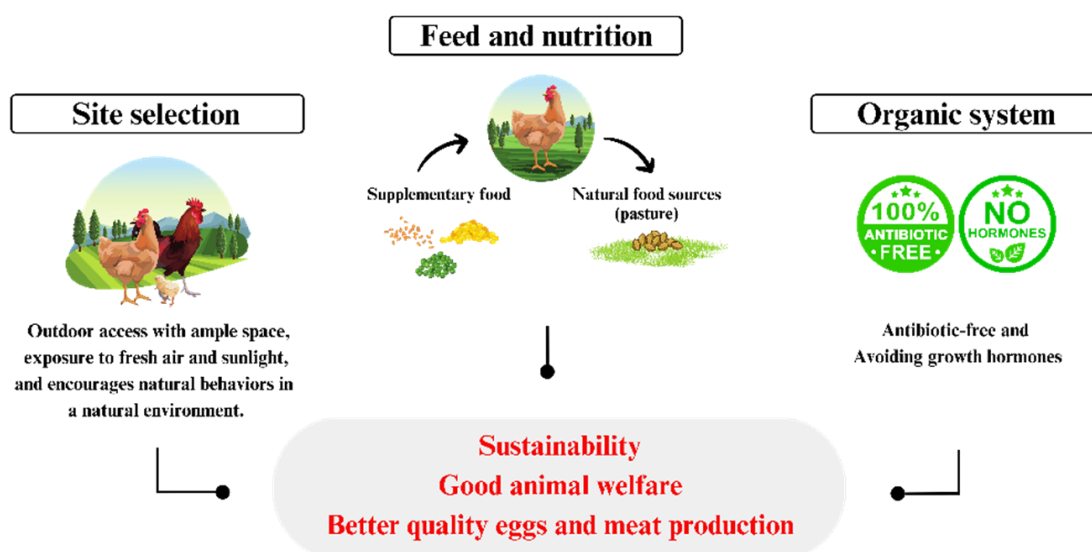 Feed and nutrition
Site selection
Organic system
Supplementary food
Natural food sources
(pasture)
100%
ANTIBIOTIC
FREE
NO
HORMONES
Outdoor access with ample space,
exposure to fresh air and sunlight,
and encourages natural behaviors in
a natural environment.
Antibiotic-free and
Avoiding growth hormones
Sustainability
Good animal welfare
Better quality eggs and meat production